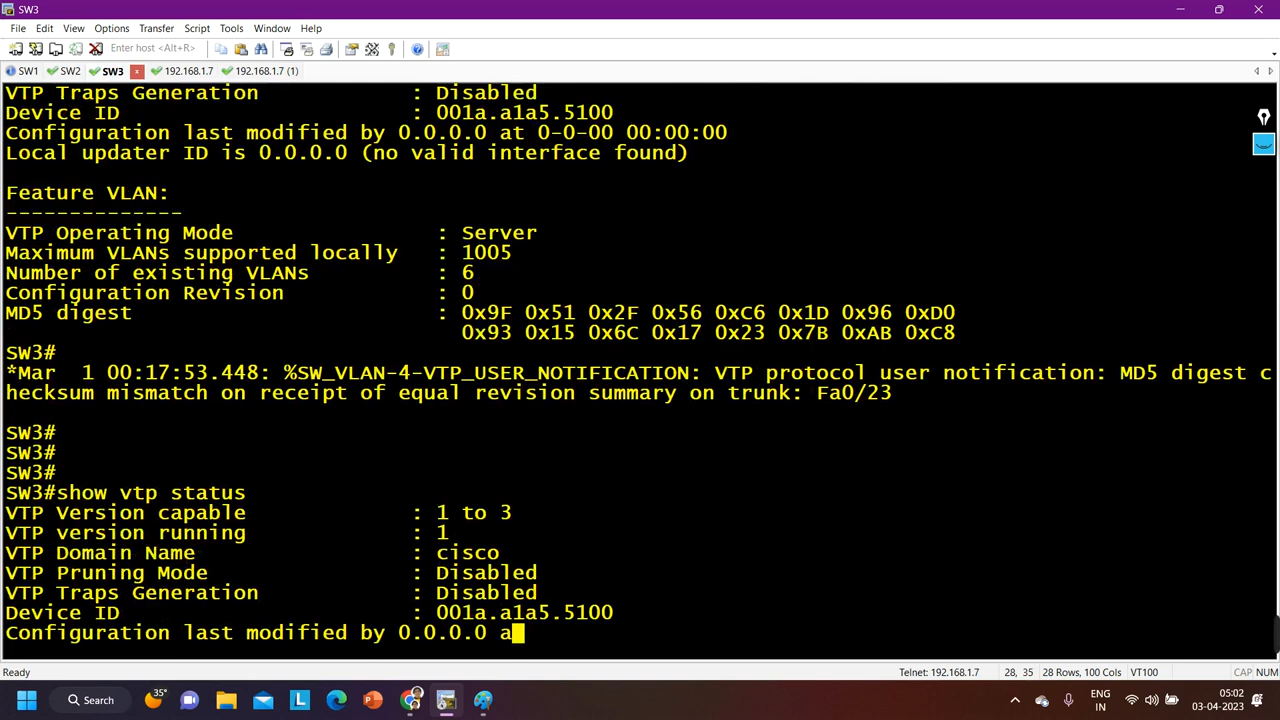 SW3
File Edit View Options Transfer Script Tools Window Help
Enter host <Alt+R>
SW1 SW2 SW3 x 192.168.1.7 192.168.1.7 (1)
VTP Traps Generation : Disabled
Device ID : 001a.a1a5.5100
Configuration last modified by 0.0.0.0 at 0-0-00 00:00:00
Local updater ID is 0.0.0.0 (no valid interface found)
Feature VLAN:
--------------
VTP Operating Mode : Server
Maximum VLANs supported locally : 1005
Number of existing VLANs : 6
Configuration Revision : 0
MD5 digest : 0x9F 0x51 0x2F 0x56 0xC6 0x1D 0x96 0xD0
0x93 0x15 0x6C 0x17 0x23 0x7B 0xAB 0xC8
SW3#
*Mar  1 00:17:53.448: %SW_VLAN-4-VTP_USER_NOTIFICATION: VTP protocol user notification: MD5 digest c
hecksum mismatch on receipt of equal revision summary on trunk: Fa0/23
SW3#
SW3#
SW3#
SW3#show vtp status
VTP Version capable : 1 to 3
VTP version running : 1
VTP Domain Name : cisco
VTP Pruning Mode : Disabled
VTP Traps Generation : Disabled
Device ID : 001a.a1a5.5100
Configuration last modified by 0.0.0.0 a
Ready Telnet: 192.168.1.7 28, 35 28 Rows, 100 Cols VT100 CAP NUM
Search 35° L P ENG IN 05:02 03-04-2023